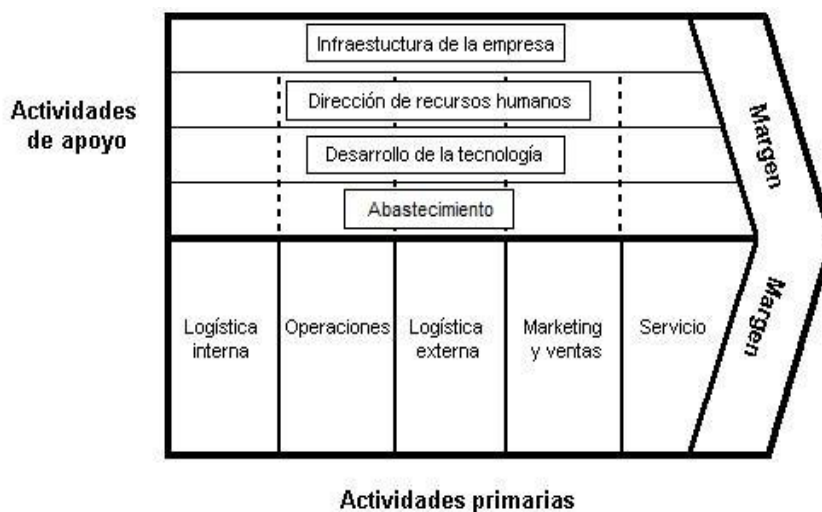 Infraestuctura de la empresa
Dirección de recursos humanos
Actividades
de apoyo
Desarrollo de la tecnología
Abastecimiento
Margen
Margen
Logística
interna
Operaciones
Logística
externa
Marketing
y ventas
Servicio
Actividades primarias